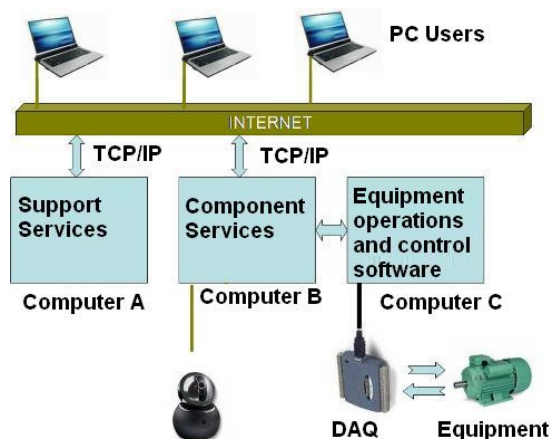 PC Users
INTERNET
TCP/IP
TCP/IP
Support
Services
Component
Services
Equipment
operations
and control
software
Computer A
Computer B
Computer C
DAQ
Equipment